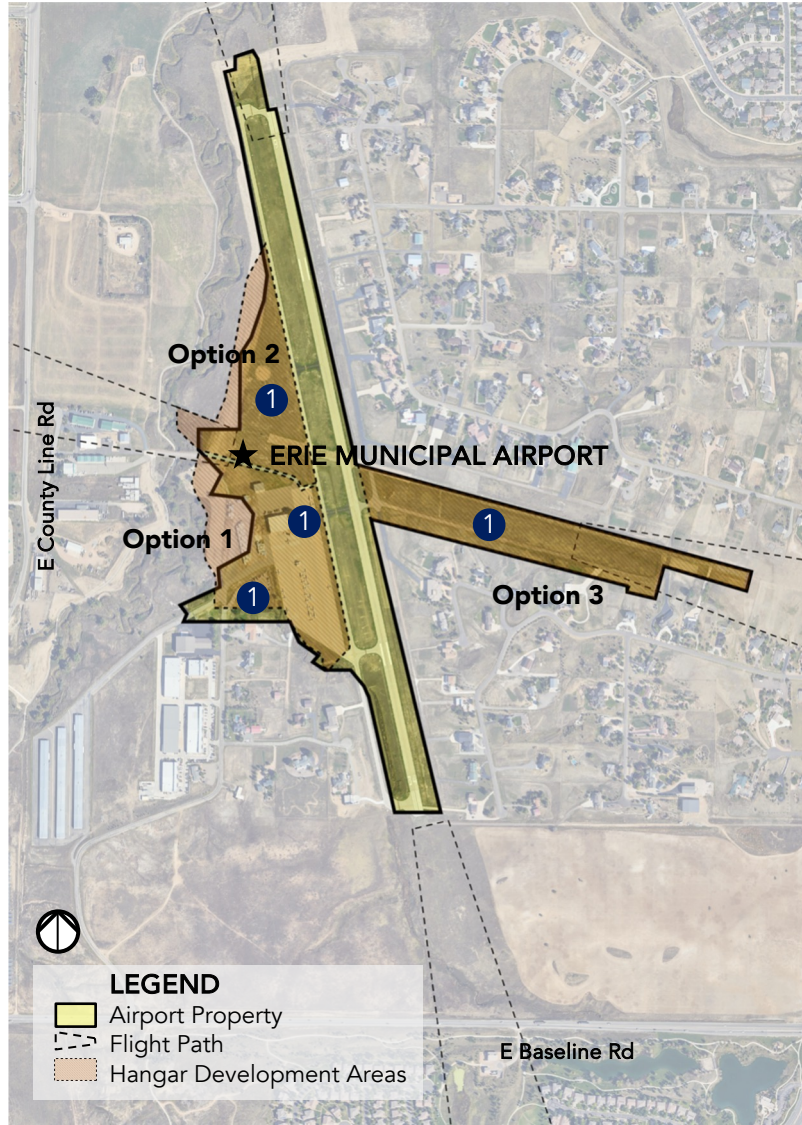 Option 2
1
E County Line Rd
ERIE MUNICIPAL AIRPORT
1
1
Option 1
1
Option 3
LEGEND
Airport Property
Flight Path
Hangar Development Areas
E Baseline Rd